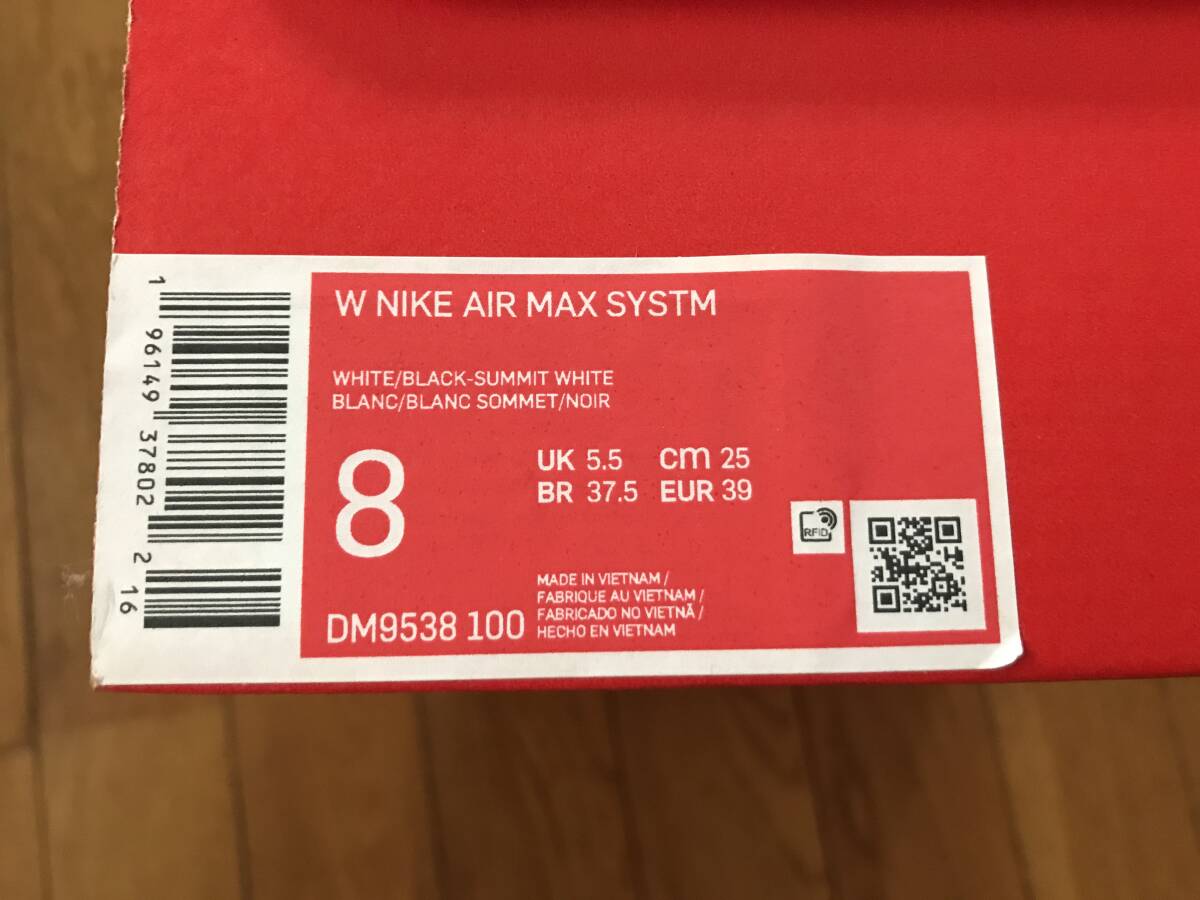 W NIKE AIR MAX SYSTM
WHITE/BLACK-SUMMIT WHITE
BLANC/BLANC SOMMET/NOIR
8
UK 5.5 cm 25
BR 37.5 EUR 39
RFID
DM9538 100
MADE IN VIETNAM /
FABRIQUE AU VIETNAM /
FABRICADO NO VIETNÃ /
HECHO EN VIETNAM
1 96149 37802 2 16